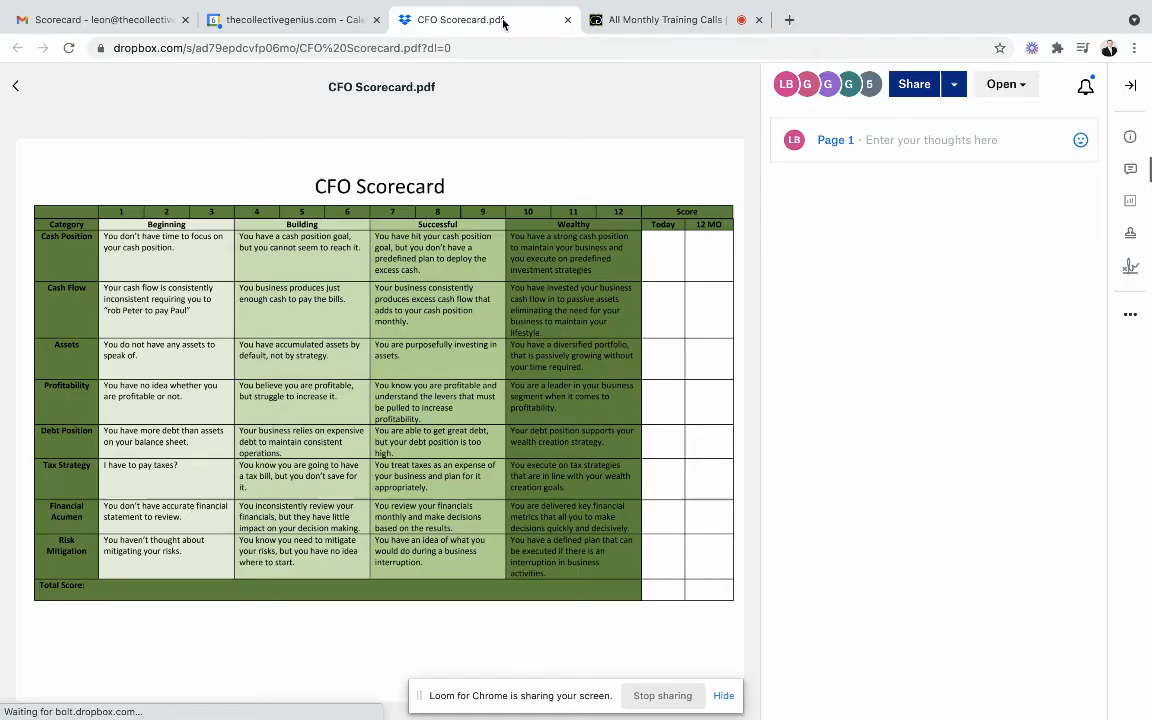 Scorecard - leon@thecollective
thecollectivegenius.com - Cale
CFO Scorecard.pdf
All Monthly Training Calls |
dropbox.com/s/ad79epdcvfp06mo/CFO%20Scorecard.pdf?dl=0
CFO Scorecard.pdf
LB G G G 5 Share Open
LB Page 1 · Enter your thoughts here
CFO Scorecard
1 2 3 4 5 6 7 8 9 10 11 12 Score
Category Beginning Building Successful Wealthy Today 12 MO
Cash Position
You don't have time to focus on
your cash position.
You have a cash position goal,
but you cannot seem to reach it.
You have hit your cash position
goal, but you don't have a
predefined plan to deploy the
excess cash.
You have a strong cash position
to maintain your business and
you execute on predefined
investment strategies
Cash Flow
Your cash flow is consistently
inconsistent requiring you to
"rob Peter to pay Paul"
You business produces just
enough cash to pay the bills.
Your business consistently
produces excess cash flow that
adds to your cash position
monthly.
You have invested your business
cash flow in to passive assets
eliminating the need for your
business to maintain your
lifestyle.
Assets
You do not have any assets to
speak of.
You have accumulated assets by
default, not by strategy.
You are purposefully investing in
assets.
You have a diversified portfolio,
that is passively growing without
your time required.
Profitability
You have no idea whether you
are profitable or not.
You believe you are profitable,
but struggle to increase it.
You know you are profitable and
understand the levers that must
be pulled to increase
profitability.
You are a leader in your business
segment when it comes to
profitability.
Debt Position
You have more debt than assets
on your balance sheet.
Your business relies on expensive
debt to maintain consistent
operations.
You are able to get great debt,
but your debt position is too
high.
Your debt position supports your
wealth creation strategy.
Tax Strategy
I have to pay taxes?
You know you are going to have
a tax bill, but you don't save for
it.
You treat taxes as an expense of
your business and plan for it
appropriately.
You execute on tax strategies
that are in line with your wealth
creation goals.
Financial
Acumen
You don't have accurate financial
statement to review.
You inconsistently review your
financials, but they have little
impact on your decision making.
You review your financials
monthly and make decisions
based on the results.
You are delivered key financial
metrics that all you to make
decisions quickly and decisively.
Risk
Mitigation
You haven't thought about
mitigating your risks.
You know you need to mitigate
your risks, but you have no idea
where to start.
You have an idea of what you
would do during a business
interruption.
You have a defined plan that can
be executed if there is an
interruption in business
activities.
Total Score:
Loom for Chrome is sharing your screen. Stop sharing Hide
Waiting for bolt.dropbox.com...